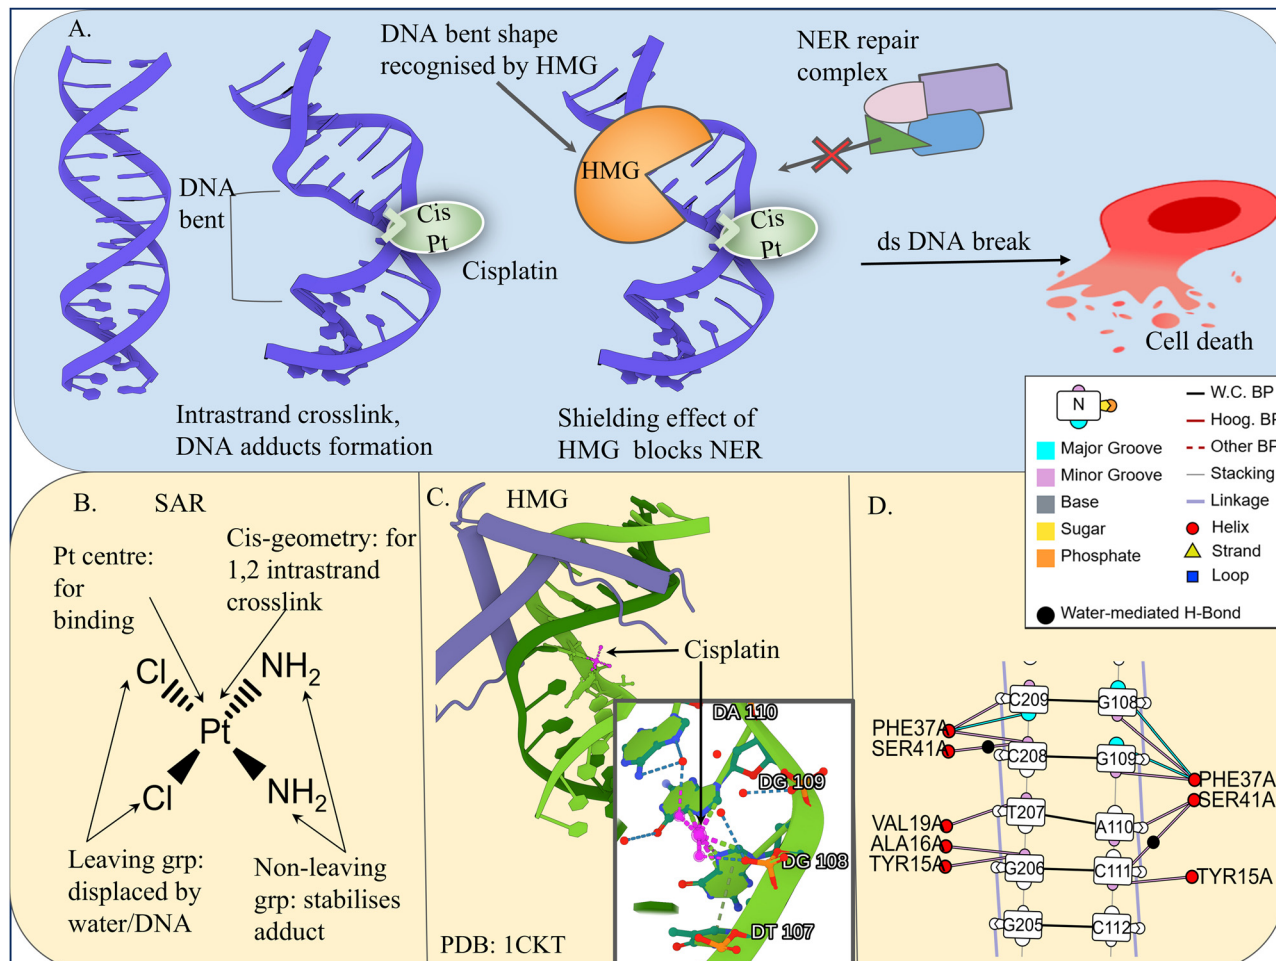 A.
DNA bent shape
recognised by HMG
NER repair
complex
DNA
bent
HMG
Cis
Pt
Cisplatin
Cis
Pt
ds DNA break
Cell death
Intrastrand crosslink,
DNA adducts formation
Shielding effect of
HMG blocks NER
N
Major Groove
Minor Groove
Base
Sugar
Phosphate
W.C. BP
Hoog. BP
Other BP
Stacking
Linkage
Helix
Strand
Loop
Water-mediated H-Bond
B.
SAR
Pt centre:
for
binding
Cis-geometry: for
1,2 intrastrand
crosslink
Cl
NH2
Pt
Cl
NH2
Leaving grp:
displaced by
water/DNA
Non-leaving
grp: stabilises
adduct
C.
HMG
Cisplatin
DA 110
DG 109
DG 108
DT 107
PDB: 1CKT
D.
C209
G108
PHE37A
SER41A
C208
G109
PHE37A
SER41A
T207
A110
VAL19A
ALA16A
TYR15A
G206
C111
TYR15A
G205
C112